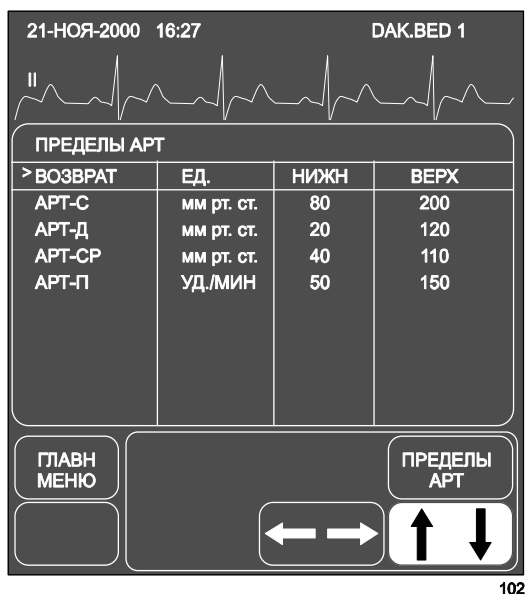 21-НОЯ-2000 16:27 DAK.BED 1
II
ПРЕДЕЛЫ АРТ
>ВОЗВРАТ ЕД. НИЖН ВЕРХ
АРТ-С мм рт. ст. 80 200
АРТ-Д мм рт. ст. 20 120
АРТ-СР мм рт. ст. 40 110
АРТ-П УД./МИН 50 150
ГЛАВН
МЕНЮ
ПРЕДЕЛЫ
АРТ
102